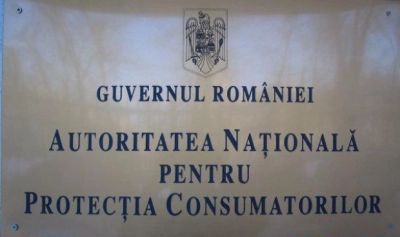 GUVERNUL ROMÂNIEI
AUTORITATEA NAȚIONALĂ
PENTRU
PROTECȚIA CONSUMATORILOR